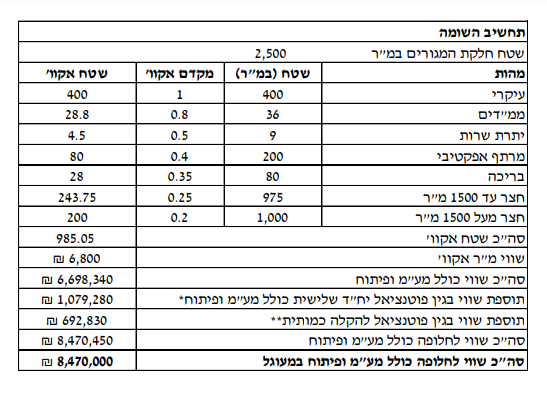 תחשיב השומה
שטח חלקת המגורים במ״ר 2,500
מהות שטח (במ״ר) מקדם אקוו׳ שטח אקוו׳
עיקרי 400 1 400
ממ״דים 36 0.8 28.8
יתרת שרות 9 0.5 4.5
מרתף אפקטיבי 200 0.4 80
בריכה 80 0.35 28
חצר עד 1500 מ״ר 975 0.25 243.75
חצר מעל 1500 מ״ר 1,000 0.2 200
סה״כ שטח אקוו׳ 985.05
שווי מ״ר אקוו׳ 6,800 ₪
סה״כ שווי כולל מע״מ ופיתוח 6,698,340 ₪
תוספת שווי בגין פוטנציאל יח״ד שלישית כולל מע״מ ופיתוח* 1,079,280 ₪
תוספת שווי בגין פוטנציאל להקלה כמותית** 692,830 ₪
סה״כ שווי לחלופה כולל מע״מ ופיתוח 8,470,450 ₪
סה״כ שווי לחלופה כולל מע״מ ופיתוח במעוגל 8,470,000 ₪